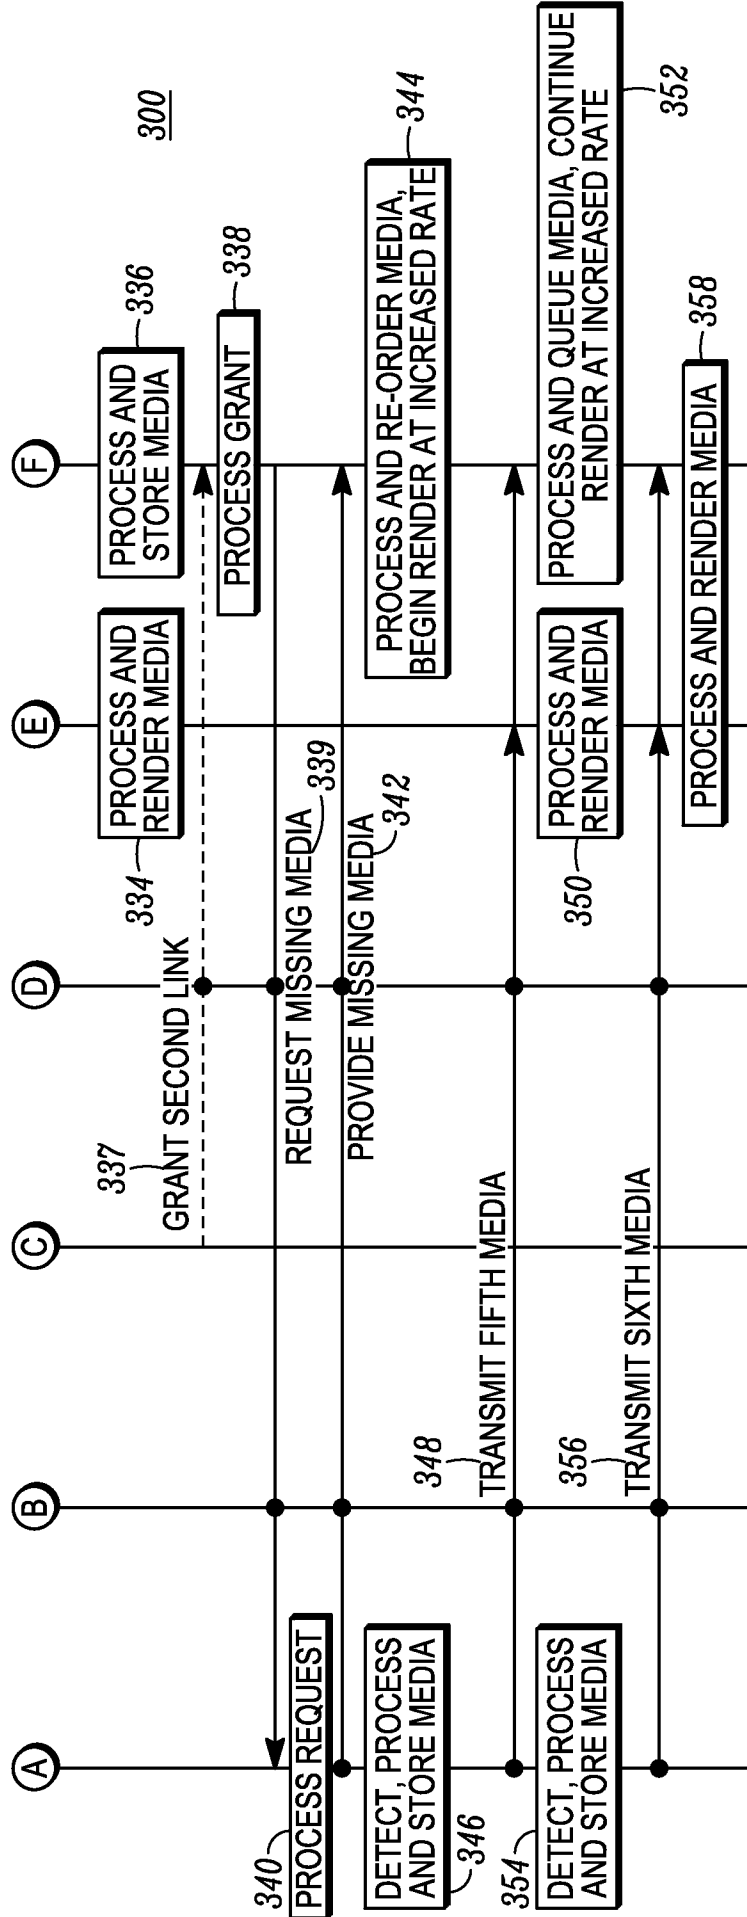 300
A
B
C
D
E
F
334
PROCESS AND
RENDER MEDIA
PROCESS AND
STORE MEDIA
336
337
GRANT SECOND LINK
PROCESS GRANT
338
REQUEST MISSING MEDIA
339
340
PROCESS REQUEST
PROVIDE MISSING MEDIA
342
PROCESS AND RE-ORDER MEDIA,
BEGIN RENDER AT INCREASED RATE
344
DETECT, PROCESS
AND STORE MEDIA
346
348
TRANSMIT FIFTH MEDIA
PROCESS AND
RENDER MEDIA
350
PROCESS AND QUEUE MEDIA, CONTINUE
RENDER AT INCREASED RATE
352
354
DETECT, PROCESS
AND STORE MEDIA
356
TRANSMIT SIXTH MEDIA
PROCESS AND RENDER MEDIA
358